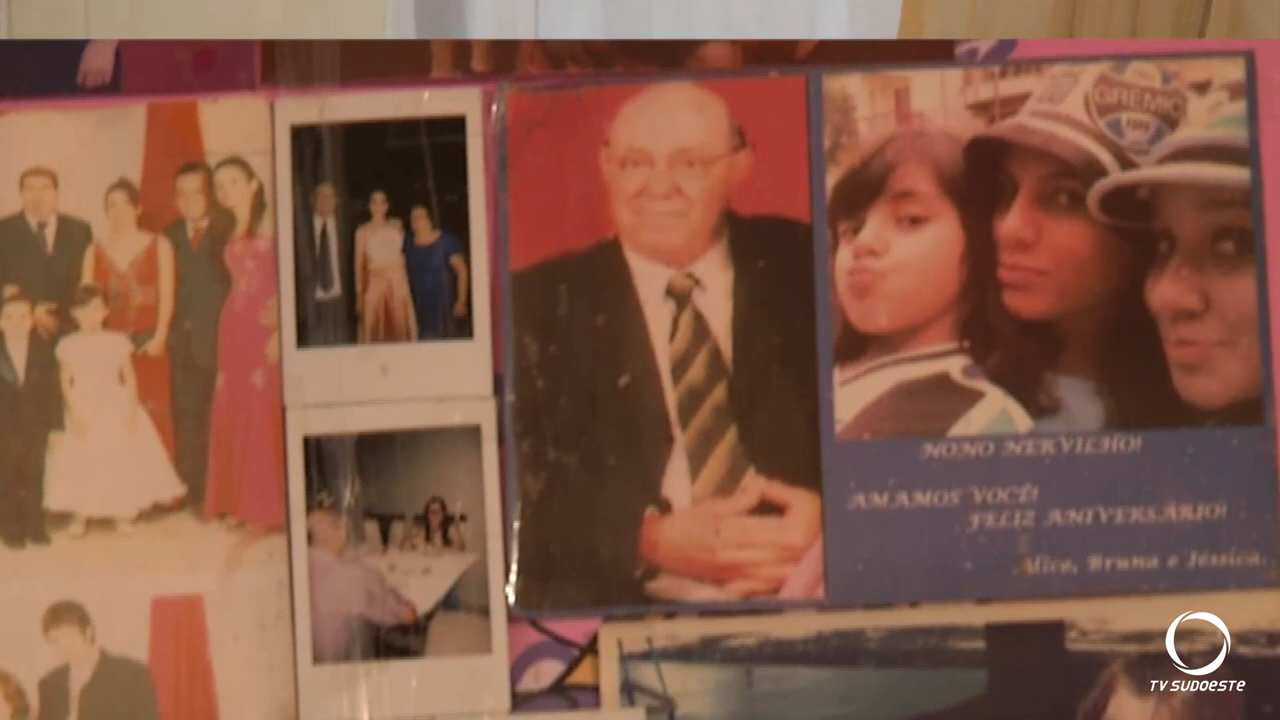 GREMIO
NONO NERVILHO!
AMAMOS VOCÊ!
FELIZ ANIVERSÁRIO!
Alice, Bruna e Jéssica.
TV SUDOESTE